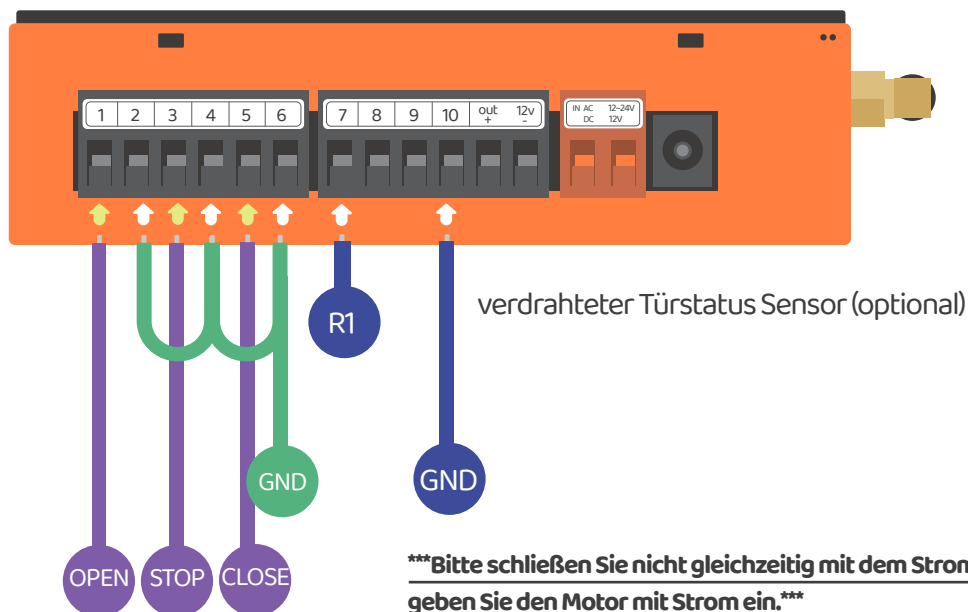 1 2 3 4 5 6 7 8 9 10 out + 12v -
IN AC 12-24V
DC 12V
R1
verdrahteter Türstatus Sensor (optional)
GND
GND
OPEN STOP CLOSE
***Bitte schließen Sie nicht gleichzeitig mit dem Strom
geben Sie den Motor mit Strom ein.***